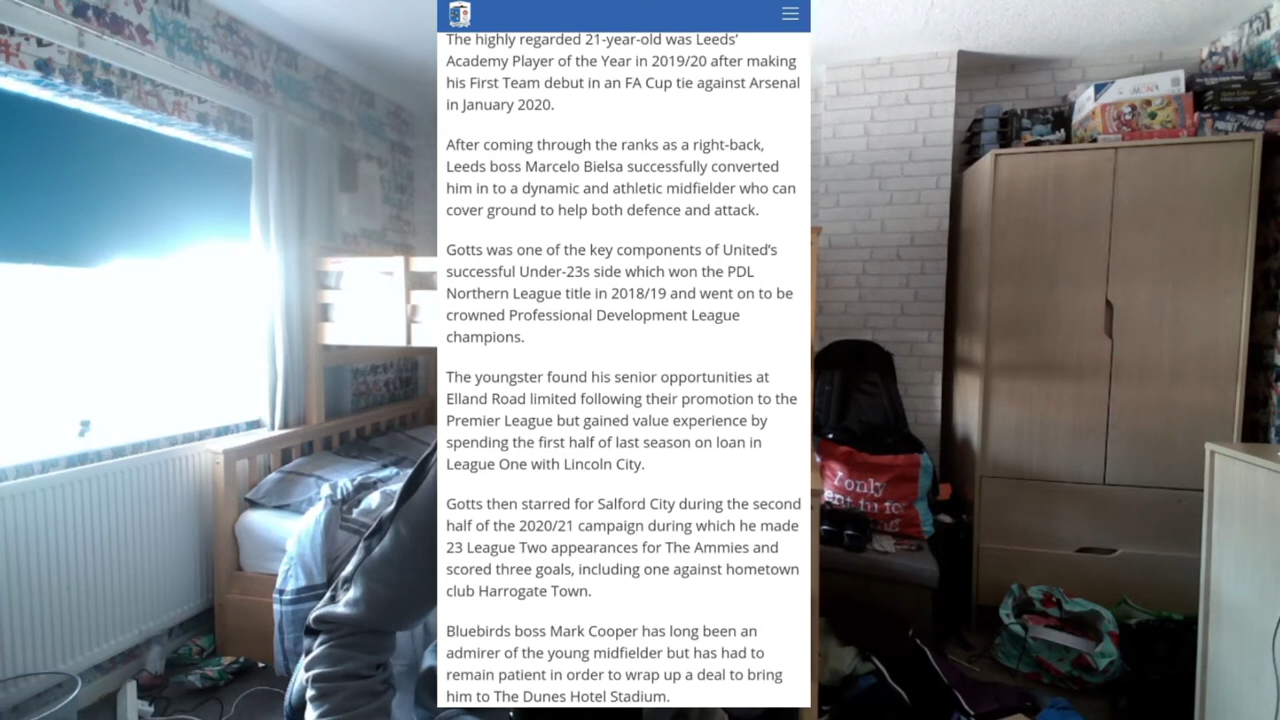 The highly regarded 21-year-old was Leeds’
Academy Player of the Year in 2019/20 after making
his First Team debut in an FA Cup tie against Arsenal
in January 2020.
After coming through the ranks as a right-back,
Leeds boss Marcelo Bielsa successfully converted
him in to a dynamic and athletic midfielder who can
cover ground to help both defence and attack.
Gotts was one of the key components of United’s
successful Under-23s side which won the PDL
Northern League title in 2018/19 and went on to be
crowned Professional Development League
champions.
The youngster found his senior opportunities at
Elland Road limited following their promotion to the
Premier League but gained value experience by
spending the first half of last season on loan in
League One with Lincoln City.
Gotts then starred for Salford City during the second
half of the 2020/21 campaign during which he made
23 League Two appearances for The Ammies and
scored three goals, including one against hometown
club Harrogate Town.
Bluebirds boss Mark Cooper has long been an
admirer of the young midfielder but has had to
remain patient in order to wrap up a deal to bring
him to The Dunes Hotel Stadium.
I only